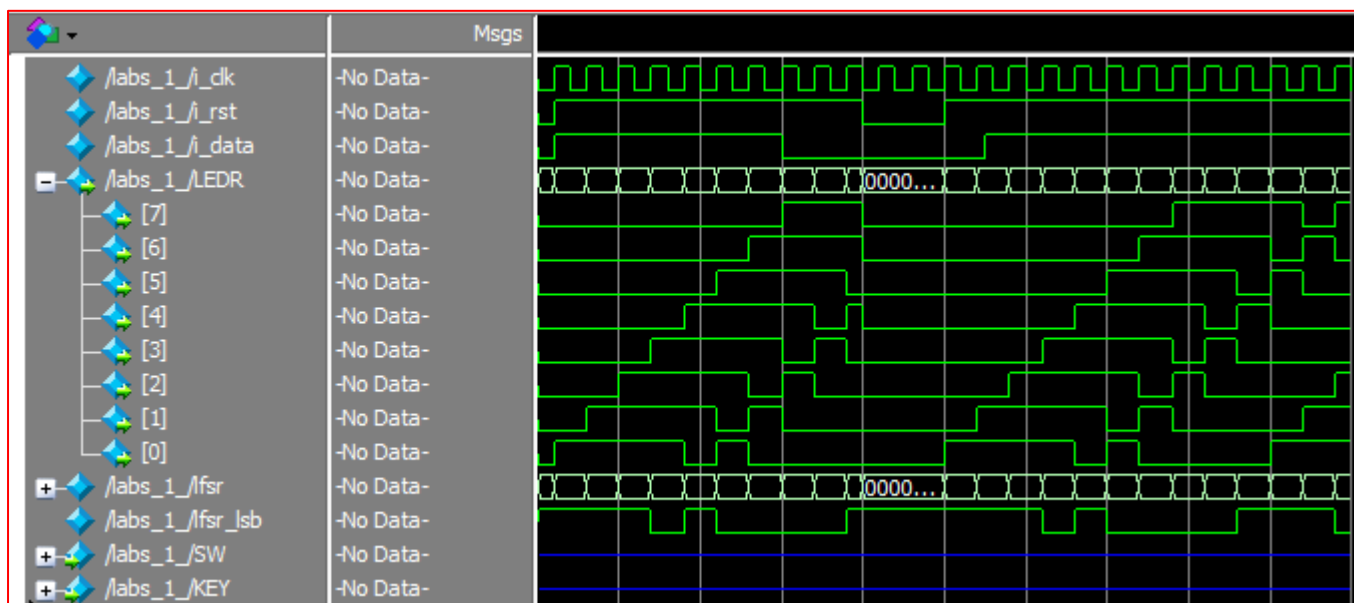 Msgs
/labs_1_/i_clk -No Data-
/labs_1_/i_rst -No Data-
/labs_1_/i_data -No Data-
/labs_1_/LEDR -No Data- 0000...
[7] -No Data-
[6] -No Data-
[5] -No Data-
[4] -No Data-
[3] -No Data-
[2] -No Data-
[1] -No Data-
[0] -No Data-
/labs_1_/lfsr -No Data- 0000...
/labs_1_/lfsr_lsb -No Data-
/labs_1_/SW -No Data-
/labs_1_/KEY -No Data-